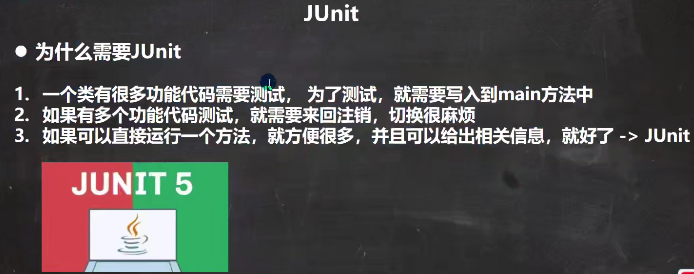 JUnit
● 为什么需要JUnit
1. 一个类有很多功能代码需要测试， 为了测试，就需要写入到main方法中
2. 如果有多个功能代码测试，就需要来回注销，切换很麻烦
3. 如果可以直接运行一个方法，就方便很多，并且可以给出相关信息，就好了 -> JUnit
JUNIT 5